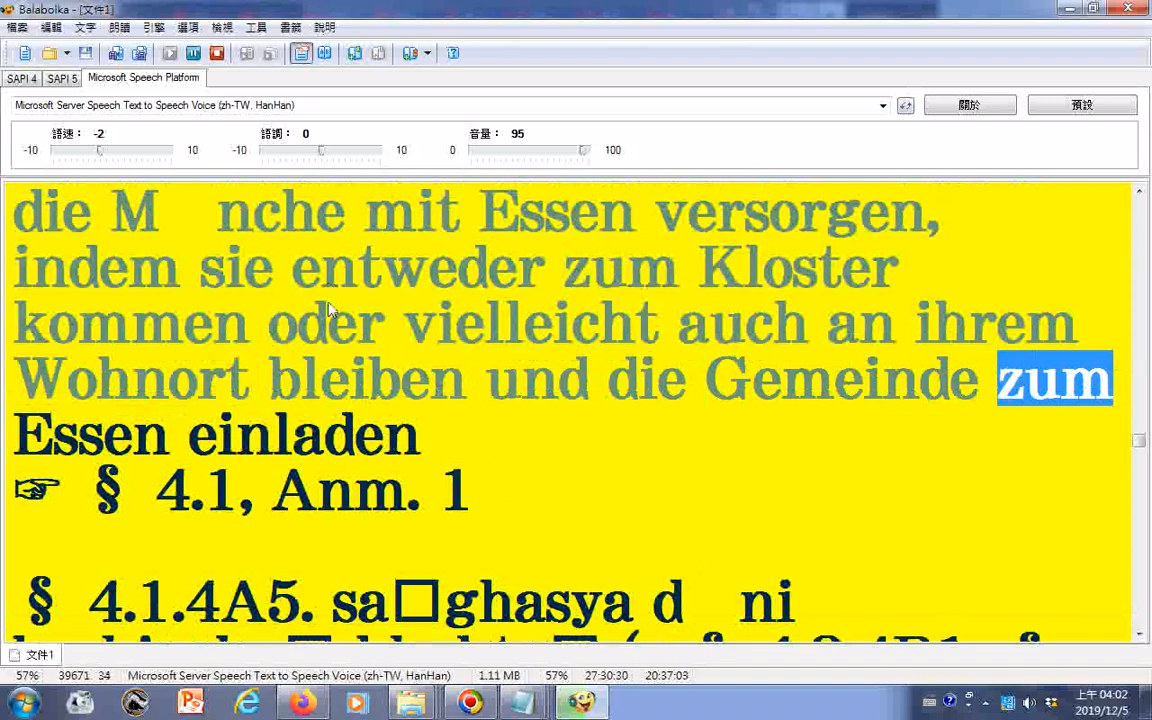 Balabolka - [文件1]
檔案 編輯 文字 朗讀 引擎 選項 檢視 工具 書籤 說明
SAPI 4 SAPI 5 Microsoft Speech Platform
Microsoft Server Speech Text to Speech Voice (zh-TW, HanHan) 關於 預設
語速： -2 語調： 0 音量： 95
-10 10 -10 10 0 100
die M nche mit Essen versorgen,
indem sie entweder zum Kloster
kommen oder vielleicht auch an ihrem
Wohnort bleiben und die Gemeinde zum
Essen einladen
☞ § 4.1, Anm. 1
§ 4.1.4A5. sa□ghasya d ni
文件1
57% 39671 34 Microsoft Server Speech Text to Speech Voice (zh-TW, HanHan) 1.11 MB 57% 27:30:30 20:37:03
上午 04:02
2019/12/5